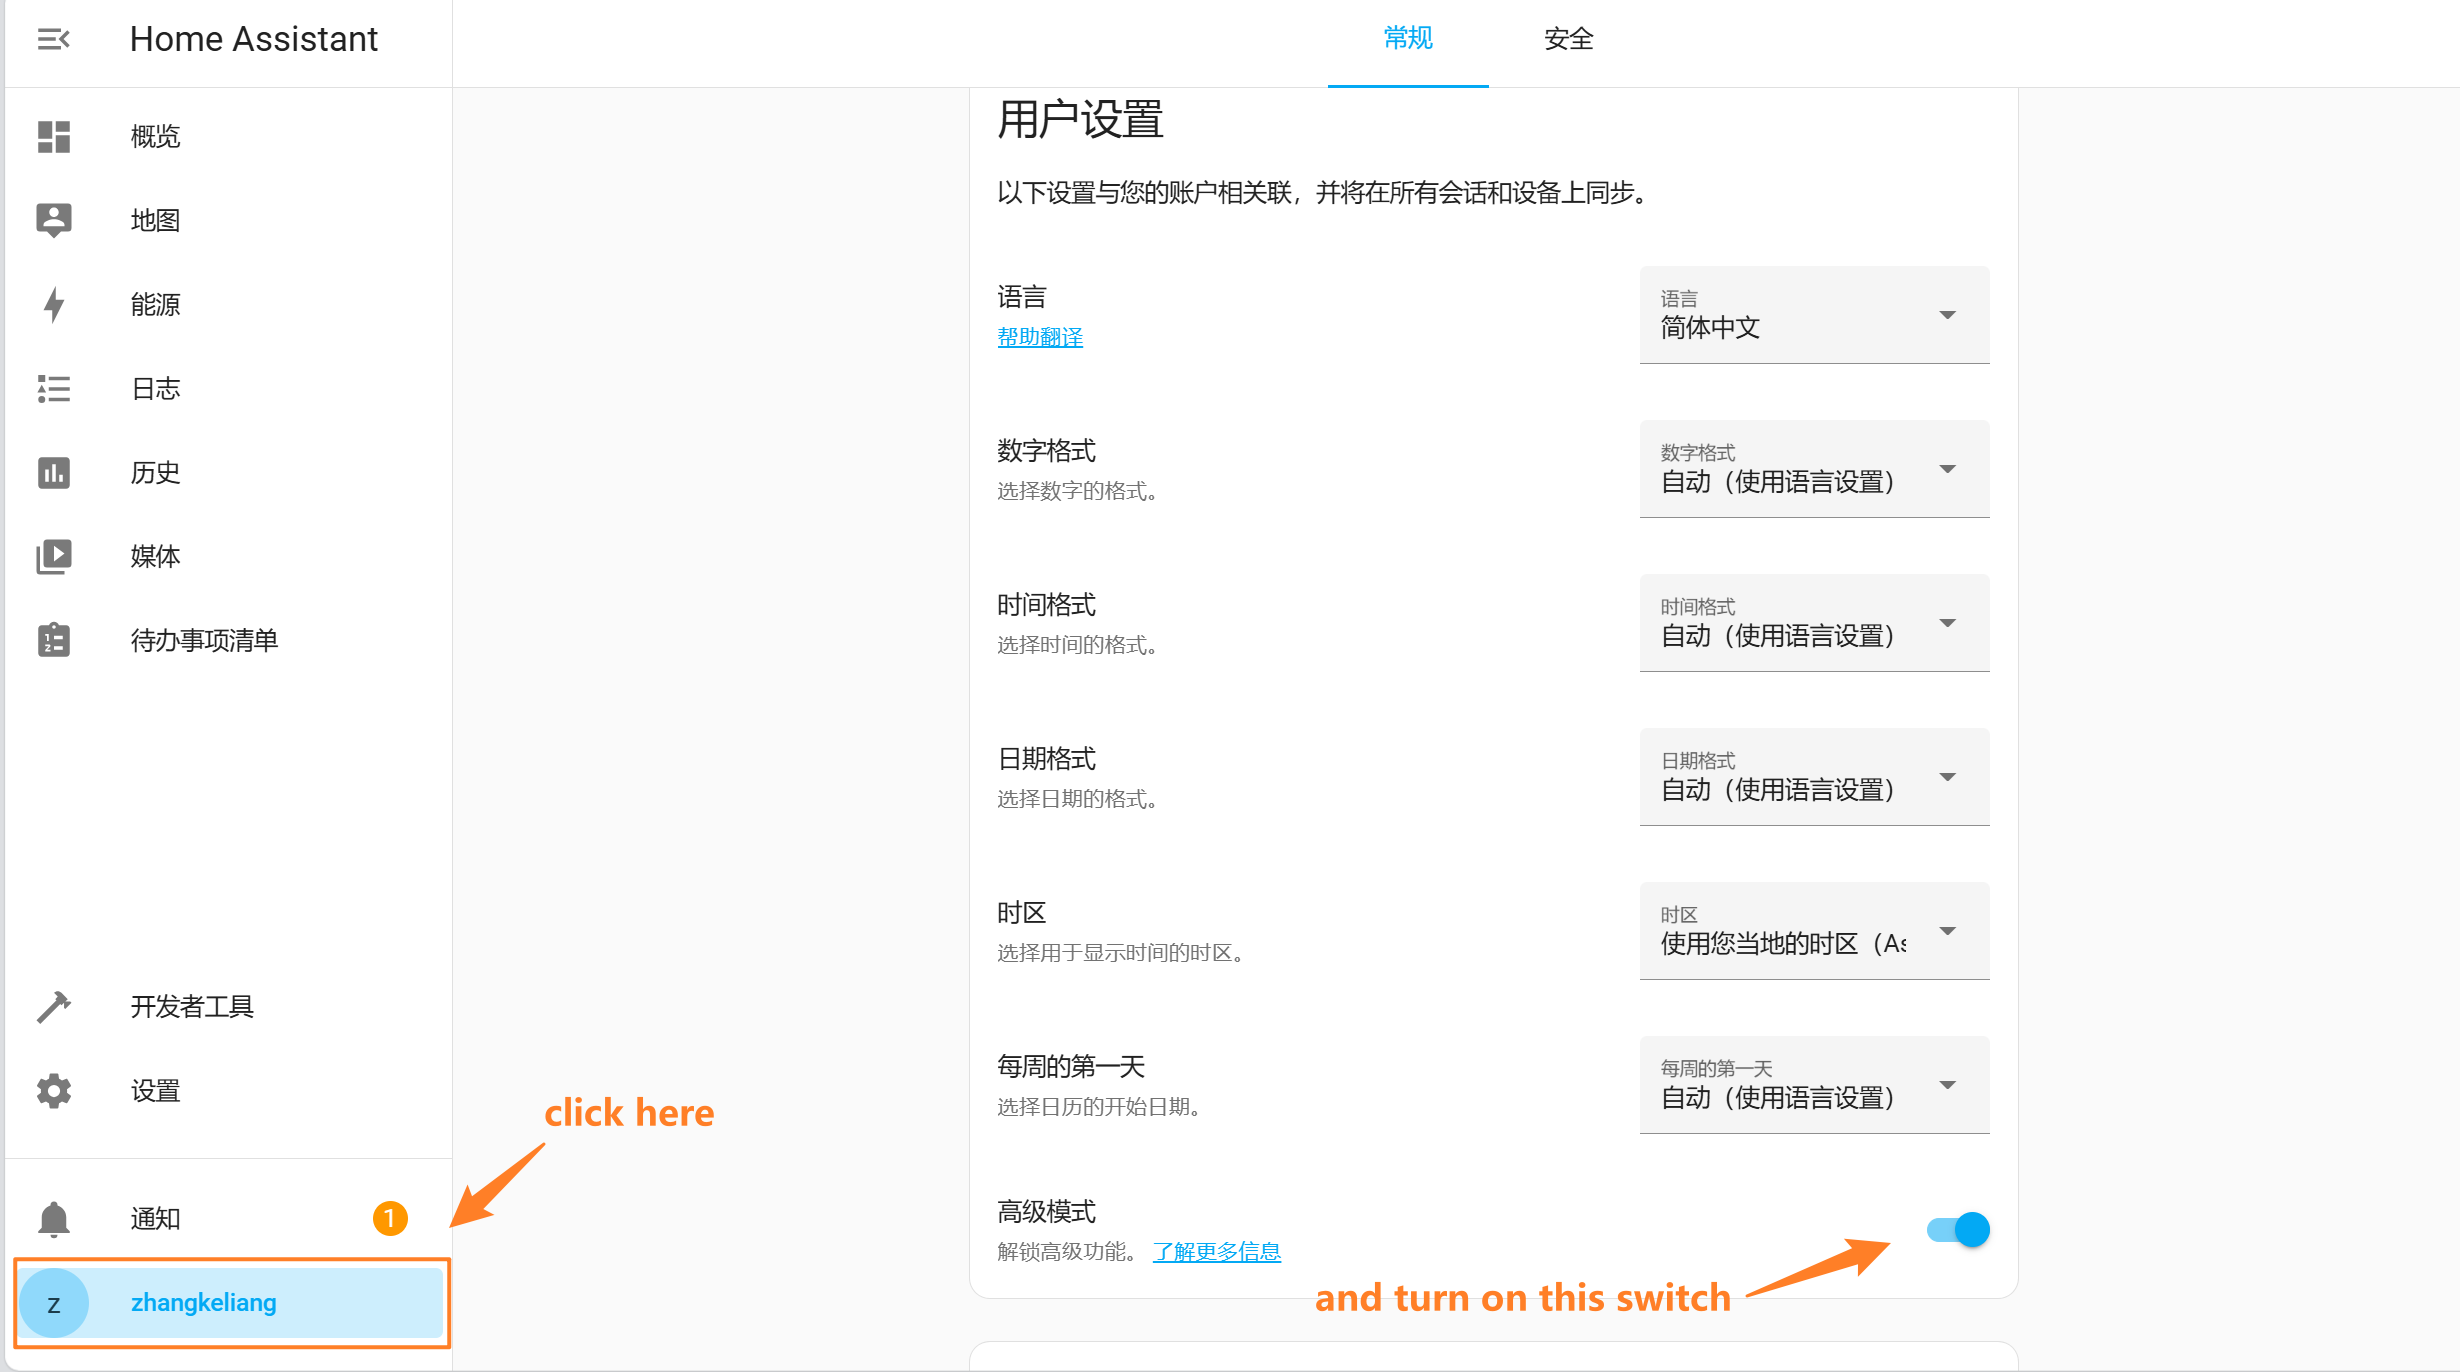 Home Assistant
概览
地图
能源
日志
历史
媒体
待办事项清单
开发者工具
设置
通知
1
z
zhangkeliang
click here
常规
安全
用户设置
以下设置与您的账户相关联，并将在所有会话和设备上同步。
语言
帮助翻译
语言
简体中文
数字格式
选择数字的格式。
数字格式
自动（使用语言设置）
时间格式
选择时间的格式。
时间格式
自动（使用语言设置）
日期格式
选择日期的格式。
日期格式
自动（使用语言设置）
时区
选择用于显示时间的时区。
时区
使用您当地的时区（As
每周的第一天
选择日历的开始日期。
每周的第一天
自动（使用语言设置）
高级模式
解锁高级功能。 了解更多信息
and turn on this switch